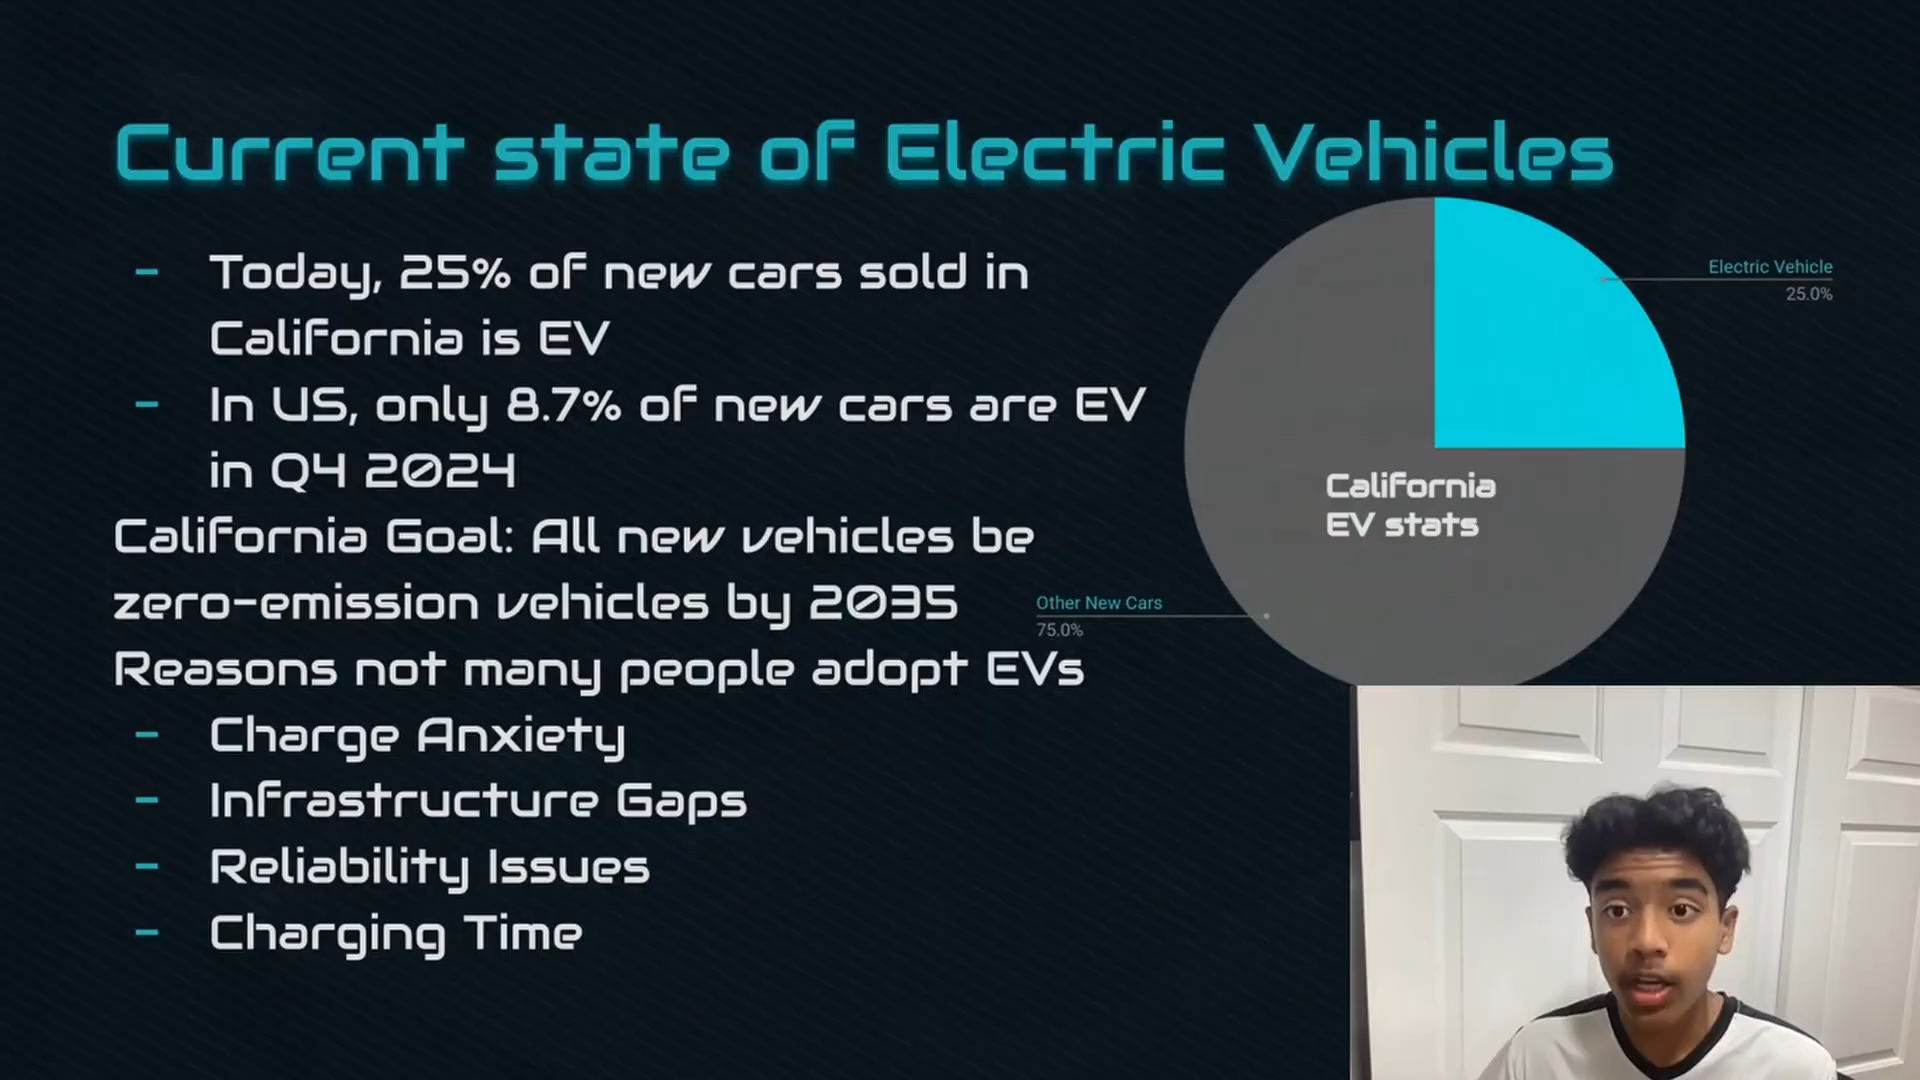 Current state of Electric Vehicles
- Today, 25% of new cars sold in
California is EV
- In US, only 8.7% of new cars are EV
in Q4 2024
California Goal: All new vehicles be
zero-emission vehicles by 2035
Reasons not many people adopt EVs
- Charge Anxiety
- Infrastructure Gaps
- Reliability Issues
- Charging Time
Electric Vehicle
25.0%
California
EV stats
Other New Cars
75.0%